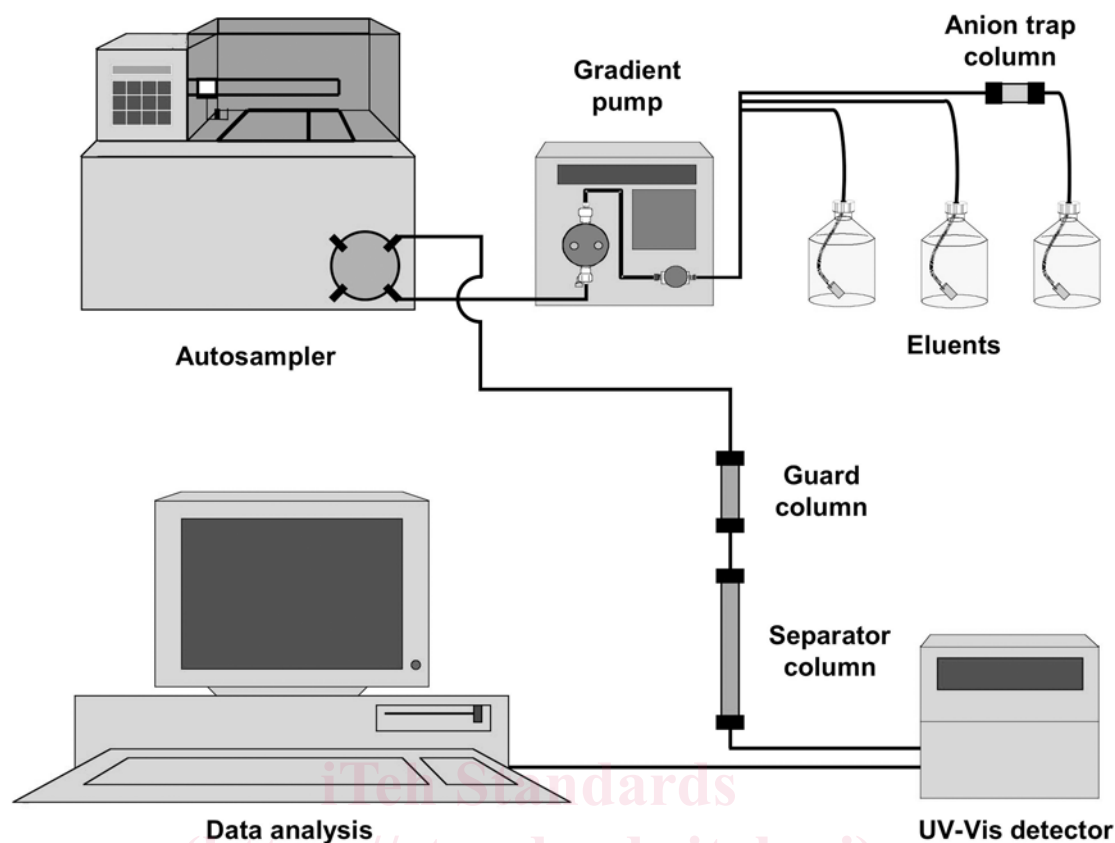 Anion trap
column
Gradient
pump
Autosampler
Eluents
Guard
column
Separator
column
iTeh Standards
Data analysis
UV-Vis detector